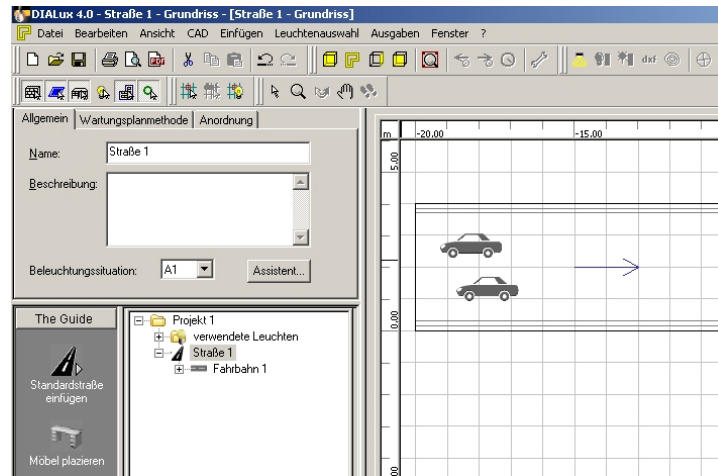 DIALux 4.0 - Straße 1 - Grundriss - [Straße 1 - Grundriss]
Datei Bearbeiten Ansicht CAD Einfügen Leuchtenauswahl Ausgaben Fenster ?
dxf
Allgemein Wartungsplanmethode Anordnung
Name: Straße 1
Beschreibung:
Beleuchtungssituation: A1 Assistent...
m -20.00 -15.00
5.00
0.00
The Guide
Standardstraße
einfügen
Möbel plazieren
Projekt 1
verwendete Leuchten
Straße 1
Fahrbahn 1